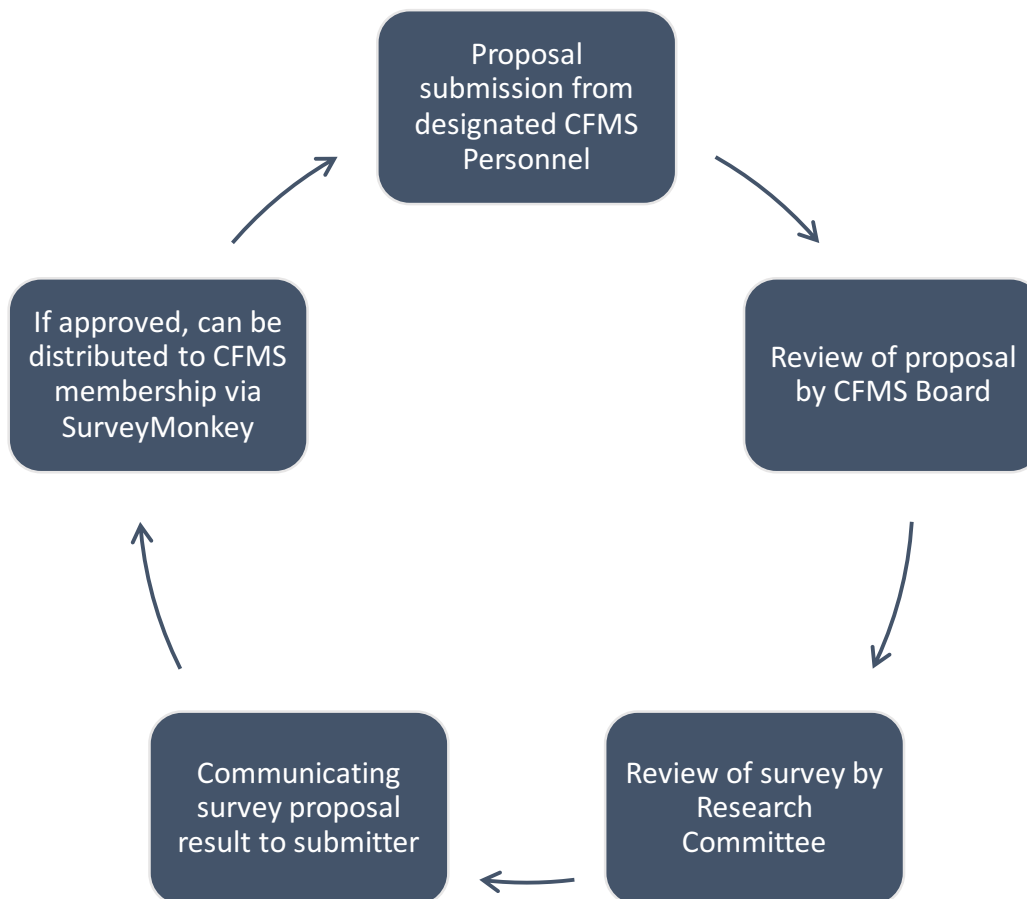 Proposal
submission from
designated CFMS
Personnel
Review of proposal
by CFMS Board
Review of survey by
Research
Committee
Communicating
survey proposal
result to submitter
If approved, can be
distributed to CFMS
membership via
SurveyMonkey